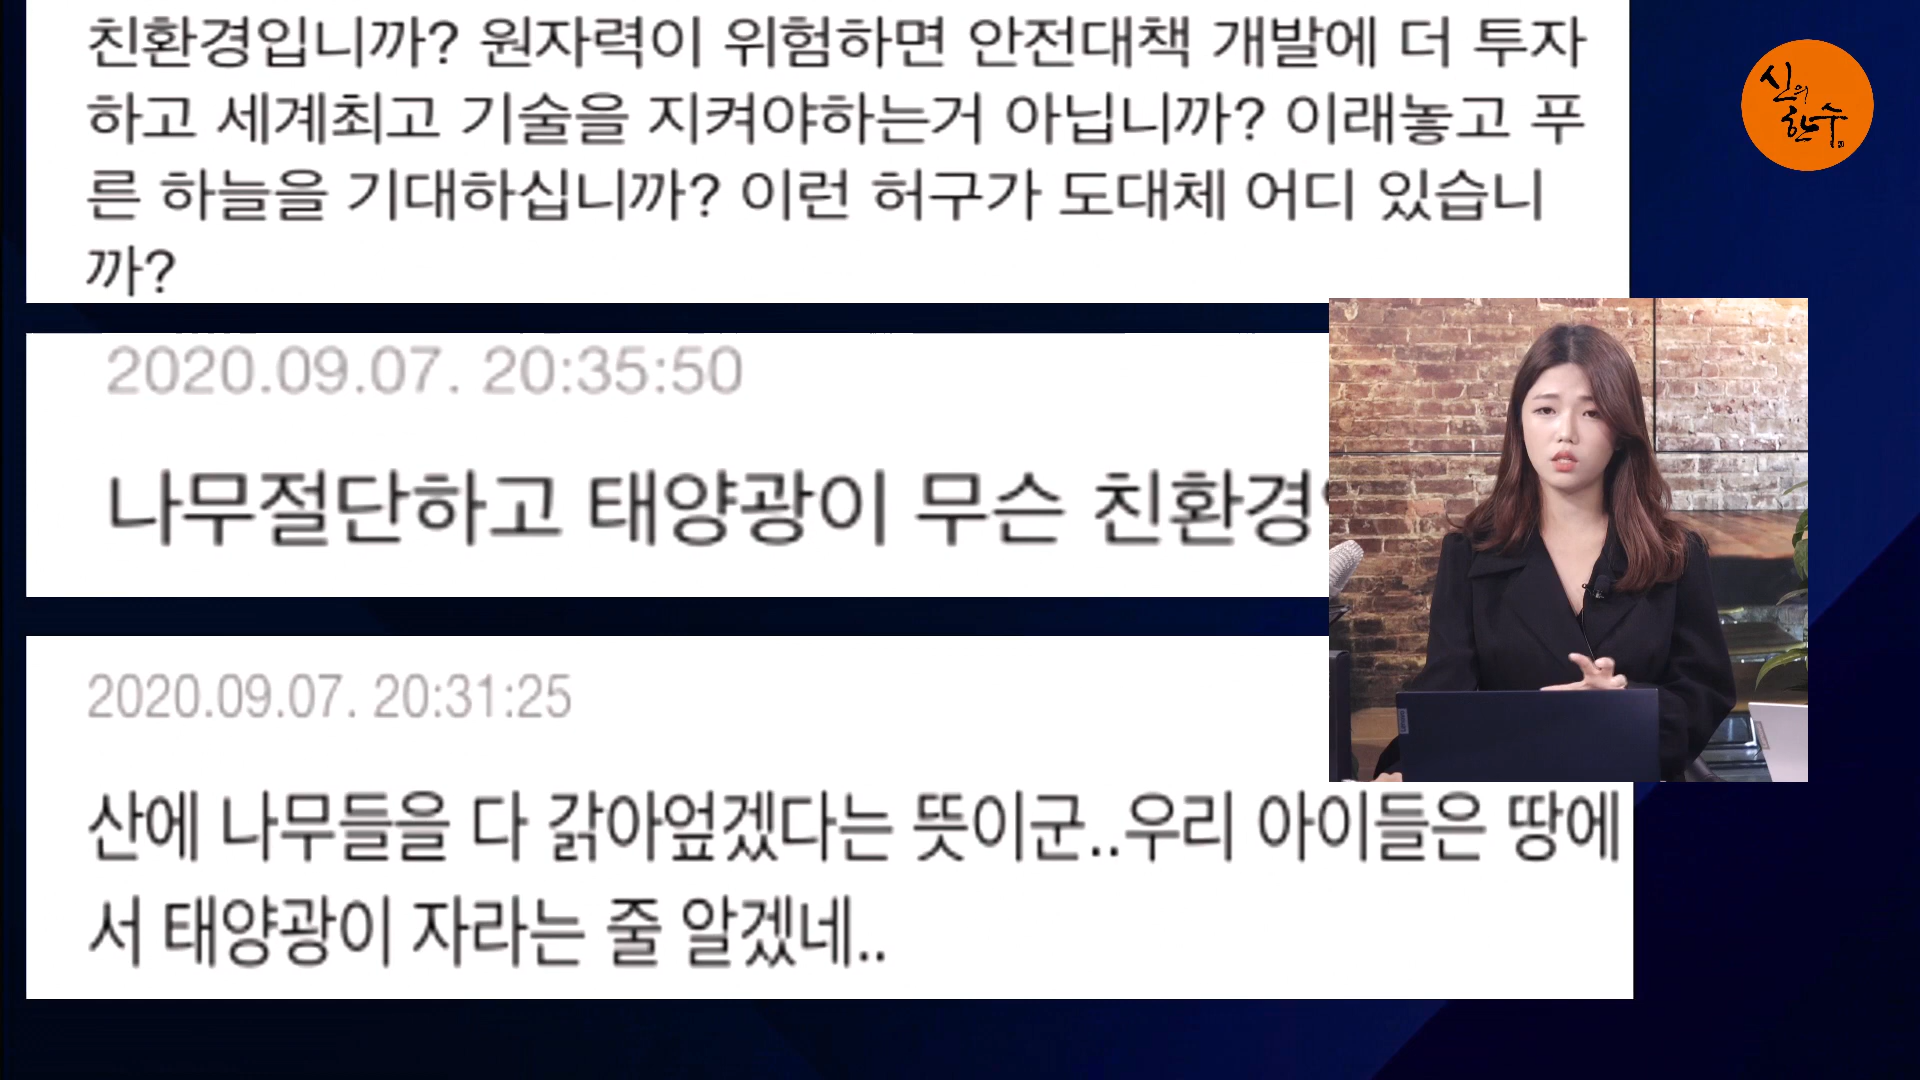 친환경입니까? 원자력이 위험하면 안전대책 개발에 더 투자
하고 세계최고 기술을 지켜야하는거 아닙니까? 이래놓고 푸
른 하늘을 기대하십니까? 이런 허구가 도대체 어디 있습니
까?
신의
한수
2020.09.07. 20:35:50
나무절단하고 태양광이 무슨 친환경
2020.09.07. 20:31:25
산에 나무들을 다 갉아엎겠다는 뜻이군..우리 아이들은 땅에
서 태양광이 자라는 줄 알겠네..